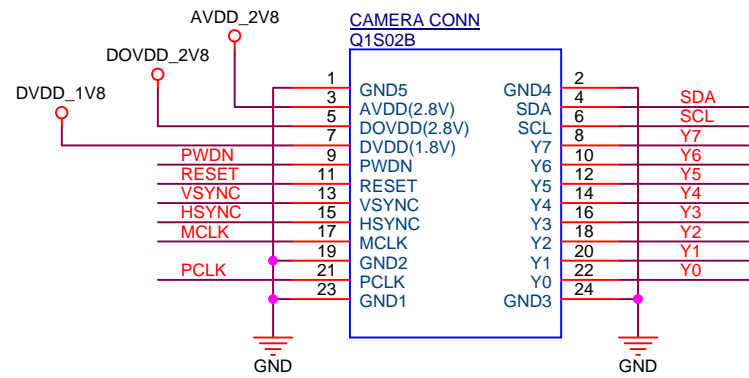 AVDD_2V8
CAMERA CONN
DOVDD_2V8
Q1S02B
DVDD_1V8
1 GND5 GND4 2
3 AVDD(2.8V) SDA 4 SDA
5 DOVDD(2.8V) SCL 6 SCL
7 DVDD(1.8V) Y7 8 Y7
PWDN 9 PWDN Y6 10 Y6
RESET 11 RESET Y5 12 Y5
VSYNC 13 VSYNC Y4 14 Y4
HSYNC 15 HSYNC Y3 16 Y3
MCLK 17 MCLK Y2 18 Y2
19 GND2 Y1 20 Y1
PCLK 21 PCLK Y0 22 Y0
23 GND1 GND3 24
GND GND